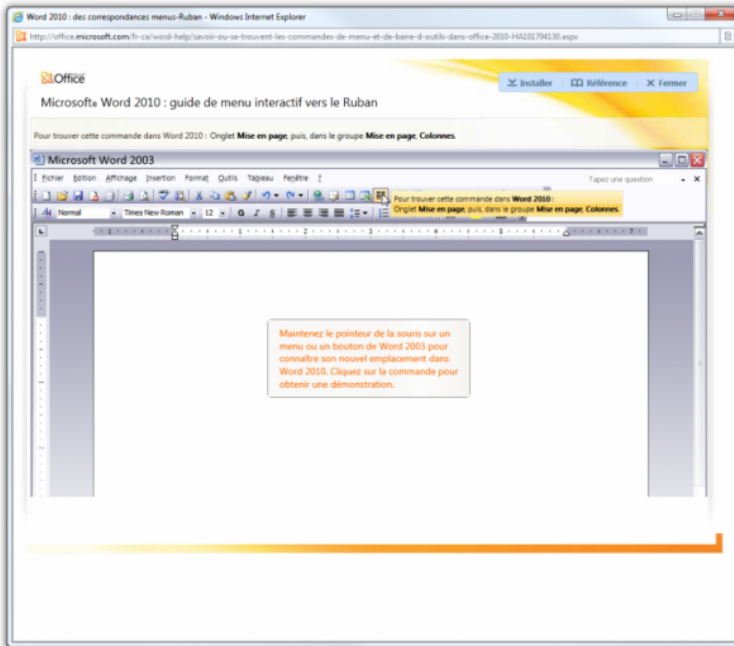 Word 2010 : des correspondances menus-Ruban - Windows Internet Explorer
http://office.microsoft.com/fr-ca/word-help/savoir-ou-se-trouvent-les-commandes-de-menu-et-de-barre-d-outils-dans-office-2010-HA101794130.aspx
Office
Installer Référence Fermer
Microsoft® Word 2010 : guide de menu interactif vers le Ruban
Pour trouver cette commande dans Word 2010 : Onglet Mise en page, puis, dans le groupe Mise en page, Colonnes.
Microsoft Word 2003
Fichier Edition Affichage Insertion Format Outils Tableau Fenêtre ? Tapez une question
Pour trouver cette commande dans Word 2010 :
Onglet Mise en page, puis, dans le groupe Mise en page, Colonnes.
Normal Times New Roman 12 G I S
1 2 3 4 5 7
Maintenez le pointeur de la souris sur un
menu ou un bouton de Word 2003 pour
connaître son nouvel emplacement dans
Word 2010. Cliquez sur la commande pour
obtenir une démonstration.